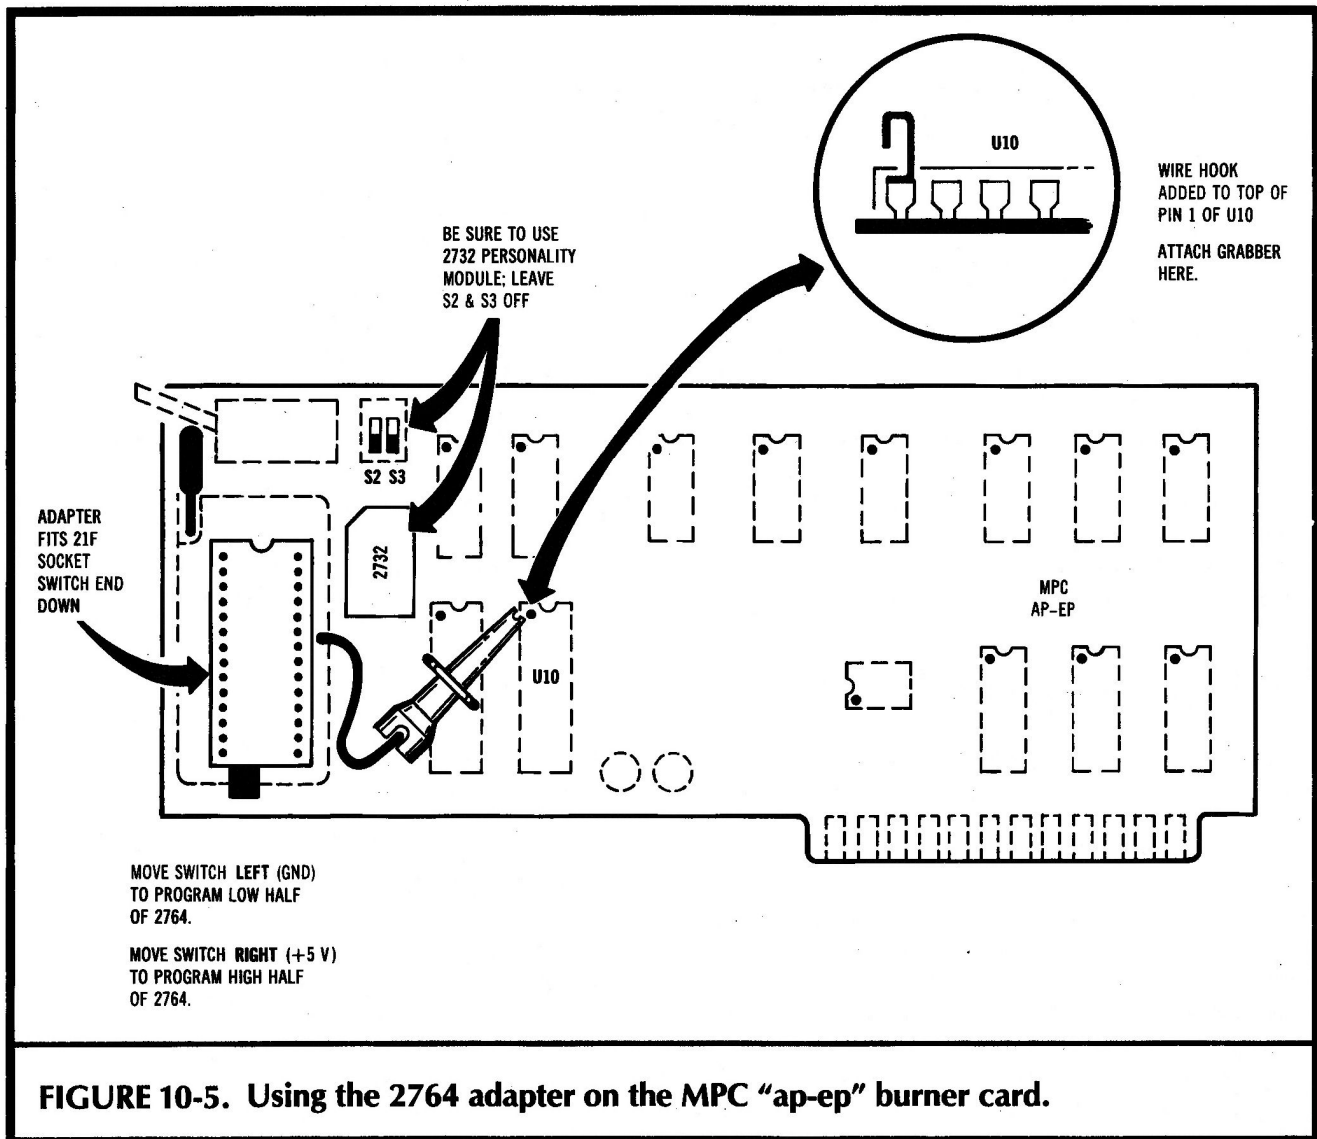 U10
WIRE HOOK
ADDED TO TOP OF
PIN 1 OF U10
ATTACH GRABBER
HERE.
BE SURE TO USE
2732 PERSONALITY
MODULE; LEAVE
S2 & S3 OFF
S2 S3
ADAPTER
FITS 21F
SOCKET
SWITCH END
DOWN
2732
U10
MPC
AP-EP
MOVE SWITCH LEFT (GND)
TO PROGRAM LOW HALF
OF 2764.
MOVE SWITCH RIGHT (+5 V)
TO PROGRAM HIGH HALF
OF 2764.
FIGURE 10-5. Using the 2764 adapter on the MPC “ap-ep” burner card.